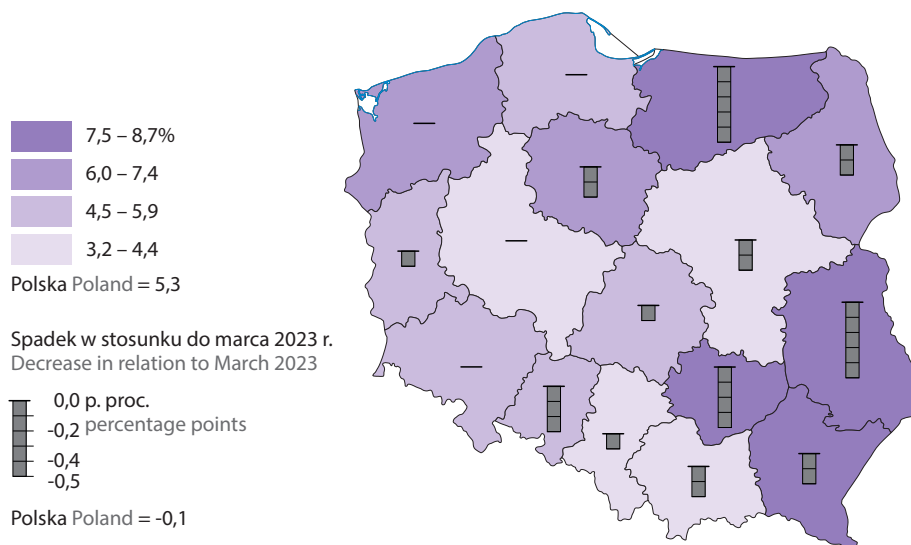 7,5 – 8,7%
6,0 – 7,4
4,5 – 5,9
3,2 – 4,4
Polska Poland = 5,3
Spadek w stosunku do marca 2023 r.
Decrease in relation to March 2023
0,0 p. proc.
-0,2 percentage points
-0,4
-0,5
Polska Poland = -0,1